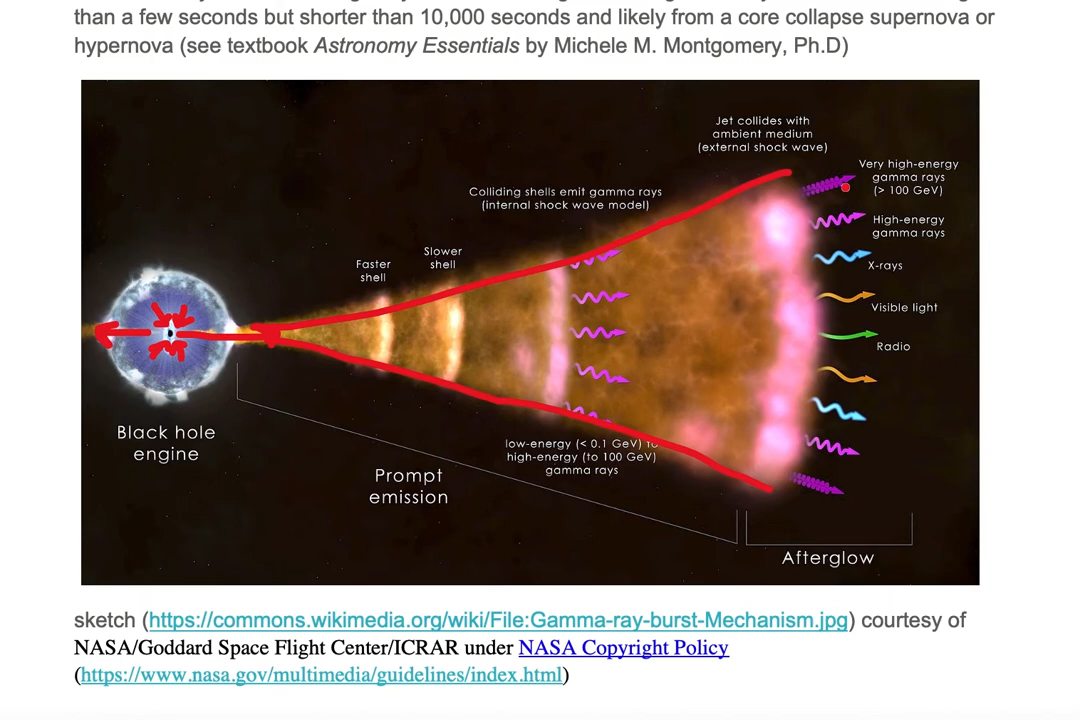 than a few seconds but shorter than 10,000 seconds and likely from a core collapse supernova or
hypernova (see textbook Astronomy Essentials by Michele M. Montgomery, Ph.D)
Jet collides with
ambient medium
(external shock wave)
Very high-energy
gamma rays
(> 100 GeV)
Colliding shells emit gamma rays
(internal shock wave model)
High-energy
gamma rays
Slower
shell
Faster
shell
X-rays
Visible light
Radio
Black hole
engine
low-energy (< 0.1 GeV) to
high-energy (to 100 GeV)
gamma rays
Prompt
emission
Afterglow
sketch (https://commons.wikimedia.org/wiki/File:Gamma-ray-burst-Mechanism.jpg) courtesy of
NASA/Goddard Space Flight Center/ICRAR under NASA Copyright Policy
(https://www.nasa.gov/multimedia/guidelines/index.html)